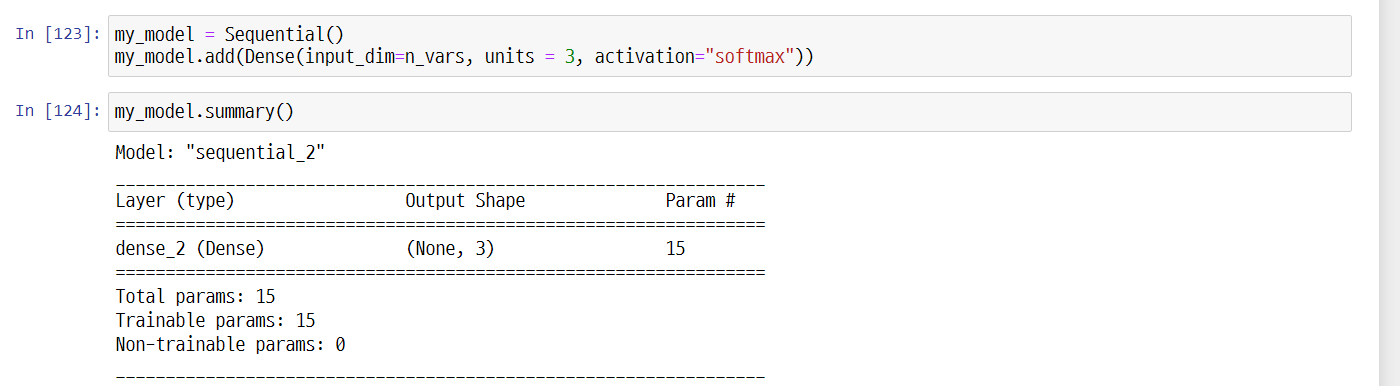 In [123]: my_model = Sequential()
my_model.add(Dense(input_dim=n_vars, units = 3, activation="softmax"))
In [124]: my_model.summary()
Model: "sequential_2"
_________________________________________________________________
Layer (type)                 Output Shape              Param #
=================================================================
dense_2 (Dense)              (None, 3)                 15
=================================================================
Total params: 15
Trainable params: 15
Non-trainable params: 0
_________________________________________________________________